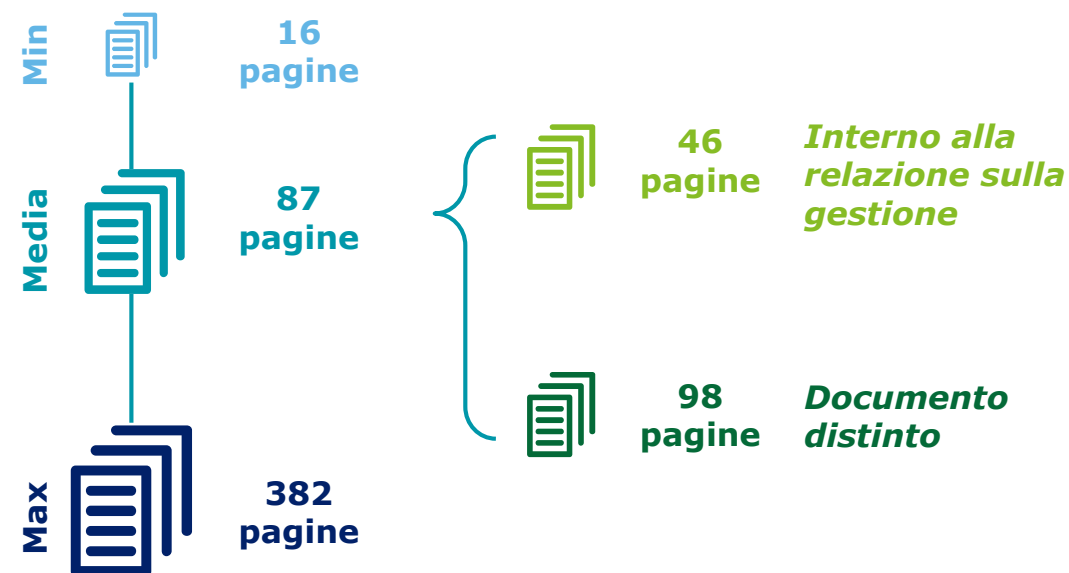 Min
16
pagine
Media
87
pagine
46
pagine
Interno alla
relazione sulla
gestione
98
pagine
Documento
distinto
Max
382
pagine